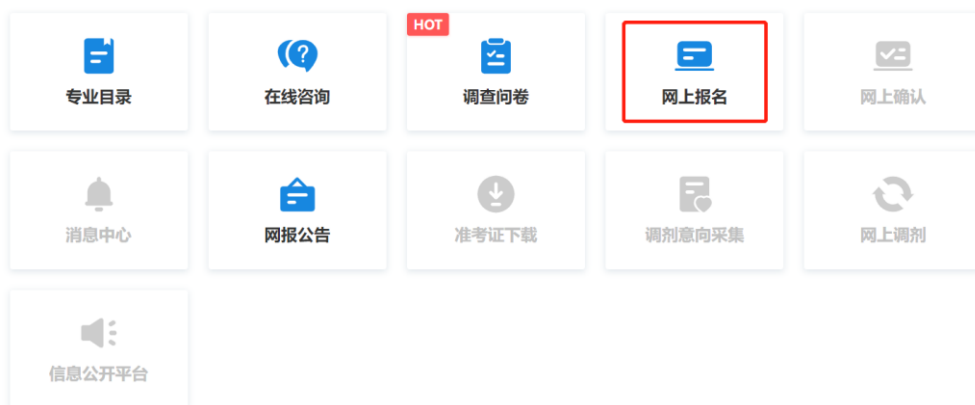 HOT
专业目录
在线咨询
调查问卷
网上报名
网上确认
消息中心
网报公告
准考证下载
调剂意向采集
网上调剂
信息公开平台